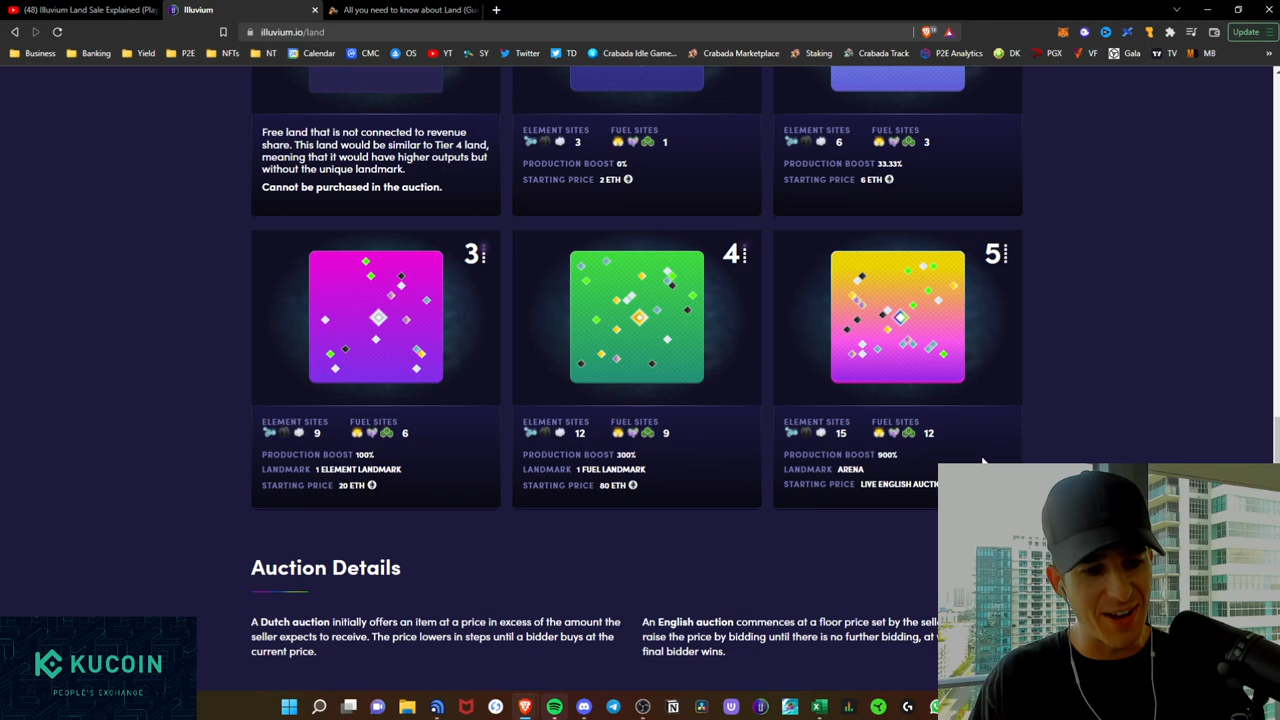 (48) Illuvium Land Sale Explained (Play
Illuvium
All you need to know about Land (Gui
illuvium.io/land
Update
Business
Banking
Yield
P2E
NFTs
NT
Calendar
CMC
OS
YT
SY
Twitter
TD
Crabada Idle Game...
Crabada Marketplace
Staking
Crabada Track
P2E Analytics
DK
PGX
VF
Gala
TV
MB
Free land that is not connected to revenue
share. This land would be similar to Tier 4 land,
meaning that it would have higher outputs but
without the unique landmark.
Cannot be purchased in the auction.
ELEMENT SITES FUEL SITES
3 1
PRODUCTION BOOST 0%
STARTING PRICE 2 ETH
ELEMENT SITES FUEL SITES
6 3
PRODUCTION BOOST 33.33%
STARTING PRICE 6 ETH
3
ELEMENT SITES FUEL SITES
9 6
PRODUCTION BOOST 100%
LANDMARK 1 ELEMENT LANDMARK
STARTING PRICE 20 ETH
4
ELEMENT SITES FUEL SITES
12 9
PRODUCTION BOOST 300%
LANDMARK 1 FUEL LANDMARK
STARTING PRICE 80 ETH
5
ELEMENT SITES FUEL SITES
15 12
PRODUCTION BOOST 900%
LANDMARK ARENA
STARTING PRICE LIVE ENGLISH AUCTIO
Auction Details
A Dutch auction initially offers an item at a price in excess of the amount the
seller expects to receive. The price lowers in steps until a bidder buys at the
current price.
An English auction commences at a floor price set by the sell
raise the price by bidding until there is no further bidding, at
final bidder wins.
KUCOIN
PEOPLE'S EXCHANGE